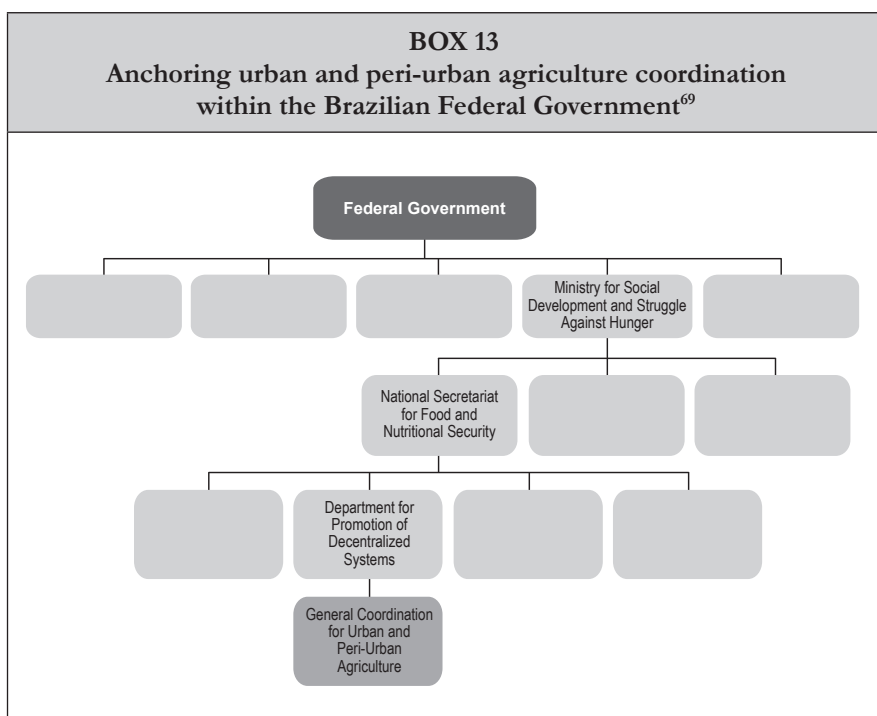 BOX 13
Anchoring urban and peri-urban agriculture coordination
within the Brazilian Federal Government⁶⁹
Federal Government
Ministry for Social
Development and Struggle
Against Hunger
National Secretariat
for Food and
Nutritional Security
Department for
Promotion of
Decentralized
Systems
General Coordination
for Urban and
Peri-Urban
Agriculture